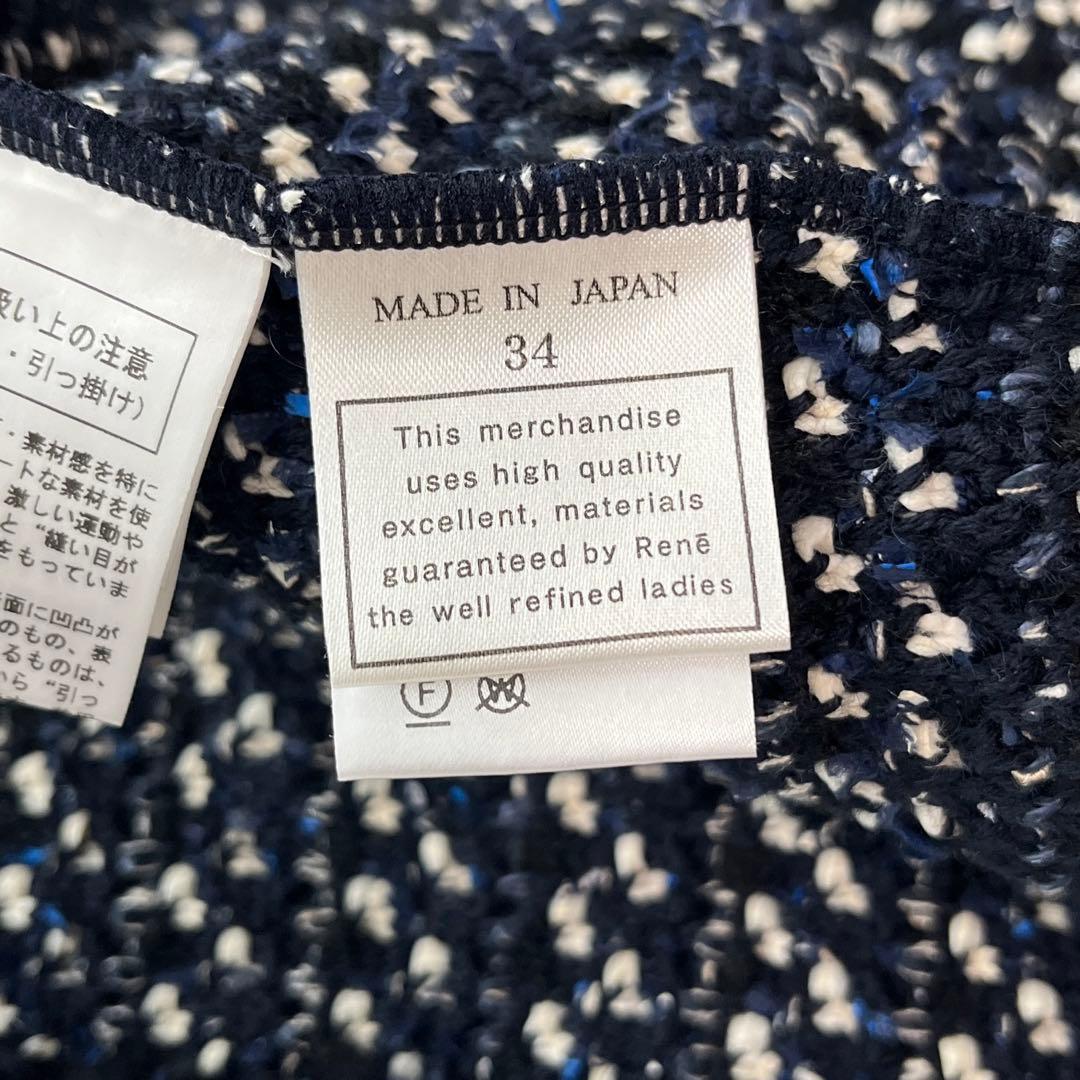 扱い上の注意
・引っ掛け)
・素材感を特に
ートな素材を使
激しい運動や
と“縫い目が
をもっていま
面に凹凸が
のもの、表
るものは、
から“引っ
MADE IN JAPAN
34
This merchandise
uses high quality
excellent, materials
guaranteed by Renē
the well refined ladies
F
W